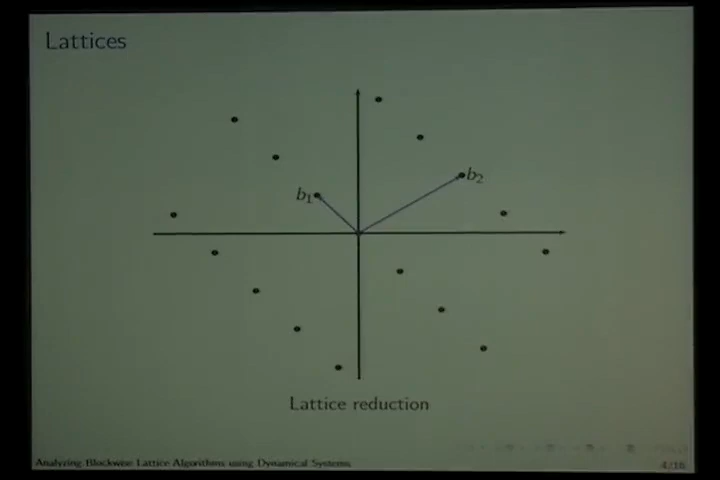 Lattices
b1
b2
Lattice reduction
Analyzing Blockwise Lattice Algorithms using Dynamical Systems
4/16